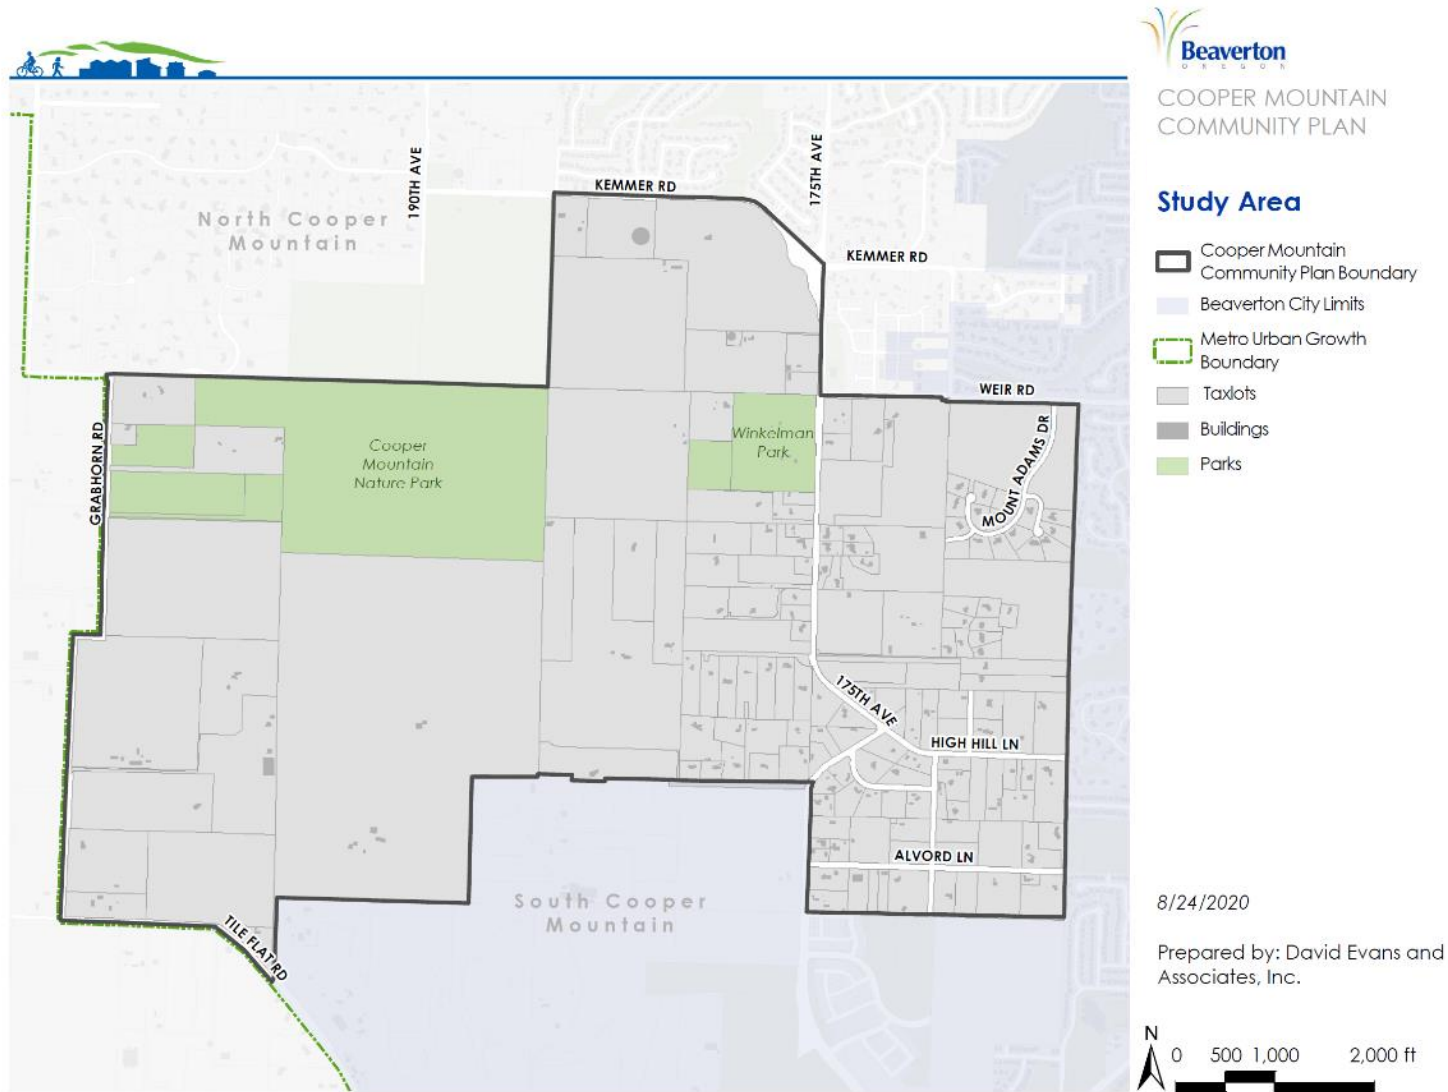 Beaverton
OREGON
COOPER MOUNTAIN
COMMUNITY PLAN
Study Area
Cooper Mountain
Community Plan Boundary
Beaverton City Limits
Metro Urban Growth
Boundary
Taxlots
Buildings
Parks
190TH AVE
175TH AVE
KEMMER RD
North Cooper
Mountain
KEMMER RD
WEIR RD
GRABHORN RD
Cooper
Mountain
Nature Park
Winkelman
Park
MOUNT ADAMS DR
175TH AVE
HIGH HILL LN
ALVORD LN
South Cooper
Mountain
TILE FLAT RD
8/24/2020
Prepared by: David Evans and
Associates, Inc.
N
0 500 1,000 2,000 ft